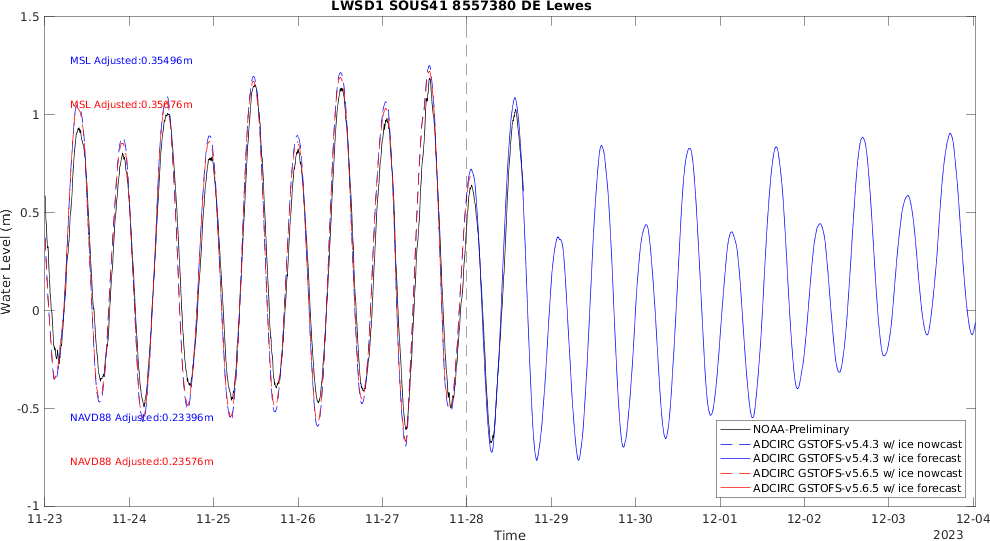 LWSD1 SOUS41 8557380 DE Lewes
1.5
1
0.5
0
-0.5
-1
Water Level (m)
MSL Adjusted:0.35496m
MSL Adjusted:0.35676m
NAVD88 Adjusted:0.23396m
NAVD88 Adjusted:0.23576m
NOAA-Preliminary
ADCIRC GSTOFS-v5.4.3 w/ ice nowcast
ADCIRC GSTOFS-v5.4.3 w/ ice forecast
ADCIRC GSTOFS-v5.6.5 w/ ice nowcast
ADCIRC GSTOFS-v5.6.5 w/ ice forecast
11-23 11-24 11-25 11-26 11-27 11-28 11-29 11-30 12-01 12-02 12-03 12-04
Time
2023